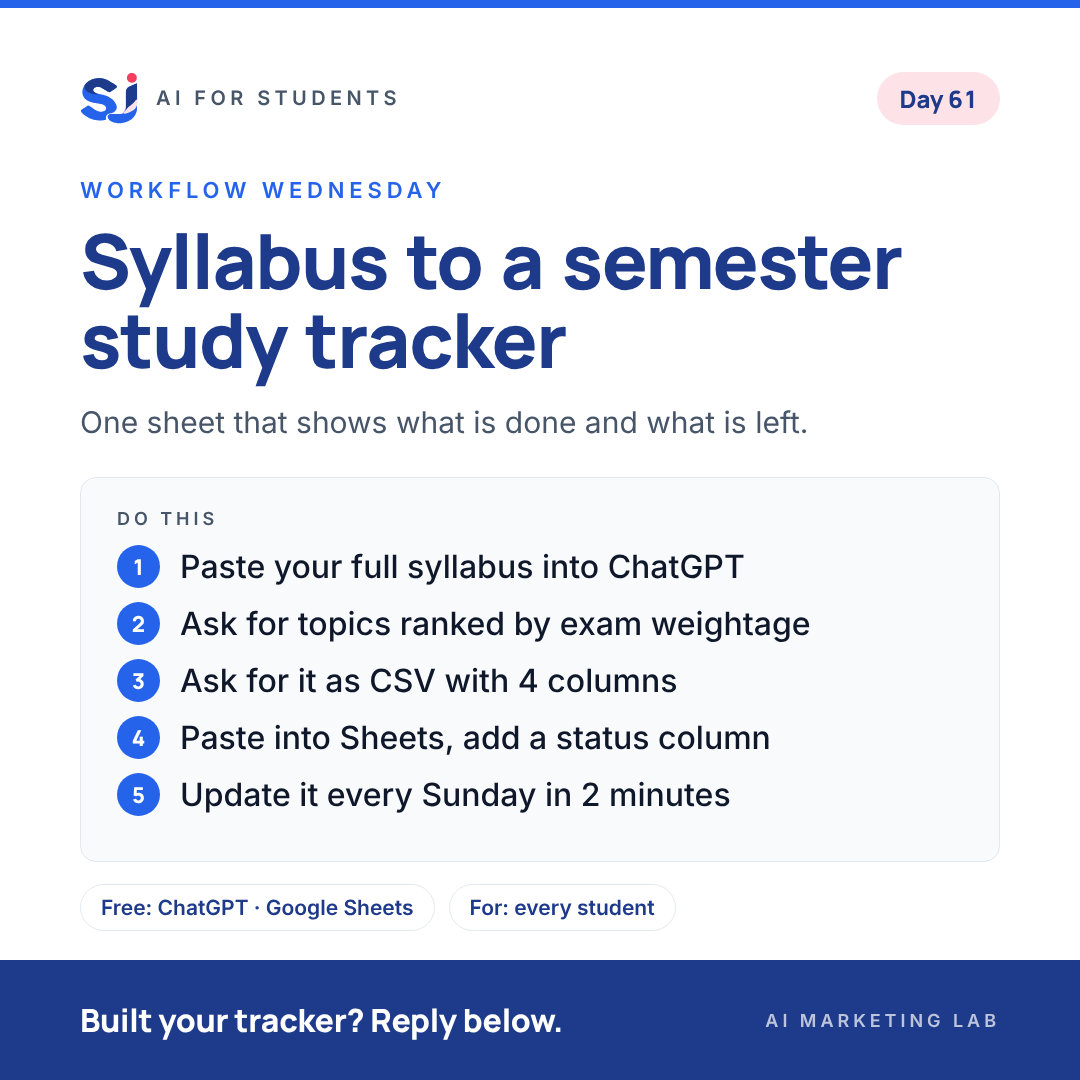 SJ AI FOR STUDENTS
Day 61
WORKFLOW WEDNESDAY
Syllabus to a semester
study tracker
One sheet that shows what is done and what is left.
DO THIS
1 Paste your full syllabus into ChatGPT
2 Ask for topics ranked by exam weightage
3 Ask for it as CSV with 4 columns
4 Paste into Sheets, add a status column
5 Update it every Sunday in 2 minutes
Free: ChatGPT · Google Sheets
For: every student
Built your tracker? Reply below.
AI MARKETING LAB